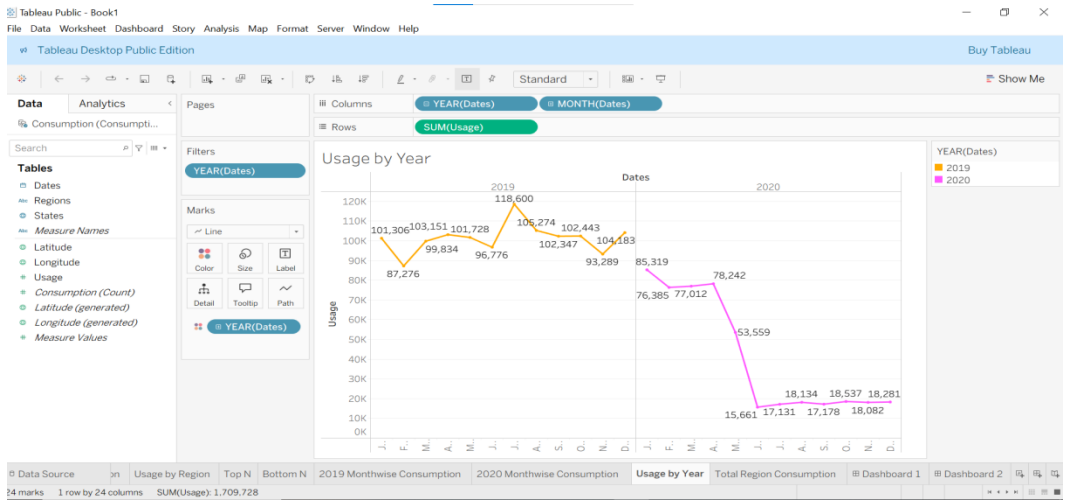 Tableau Public - Book1
File Data Worksheet Dashboard Story Analysis Map Format Server Window Help
Tableau Desktop Public Edition
Buy Tableau
Standard
Show Me
Data
Analytics
Consumption (Consumpti...
Search
Tables
Dates
Abc Regions
States
Abc Measure Names
Latitude
Longitude
# Usage
# Consumption (Count)
Latitude (generated)
Longitude (generated)
# Measure Values
Pages
Filters
YEAR(Dates)
Marks
Line
Color
Size
Label
Detail
Tooltip
Path
YEAR(Dates)
Columns
YEAR(Dates)
MONTH(Dates)
Rows
SUM(Usage)
Usage by Year
Dates
2019
2020
Usage
120K
110K
100K
90K
80K
70K
60K
50K
40K
30K
20K
10K
0K
101,306
87,276
99,834
103,151
101,728
96,776
118,600
105,274
102,347
102,443
93,289
104,183
85,319
76,385
77,012
78,242
53,559
15,661
17,131
18,134
17,178
18,537
18,082
18,281
J.. F.. M.. A.. M.. J.. J.. A.. S.. O.. N.. D.. J.. F.. M.. A.. M.. J.. J.. A.. S.. O.. N.. D..
YEAR(Dates)
2019
2020
Data Source
on
Usage by Region
Top N
Bottom N
2019 Monthwise Consumption
2020 Monthwise Consumption
Usage by Year
Total Region Consumption
Dashboard 1
Dashboard 2
24 marks 1 row by 24 columns SUM(Usage): 1,709,728